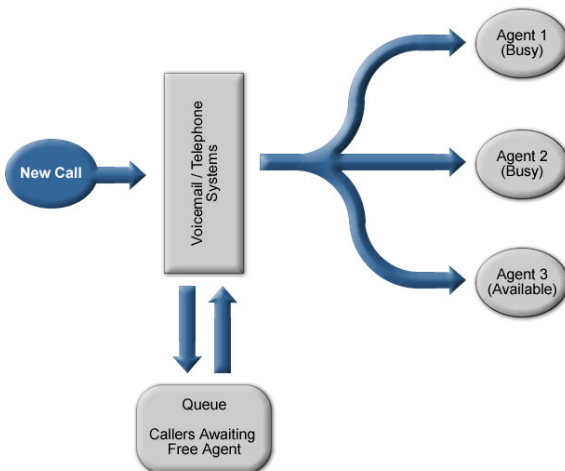 Agent 1
(Busy)
New Call
Voicemail / Telephone
Systems
Agent 2
(Busy)
Agent 3
(Available)
Queue
Callers Awaiting
Free Agent